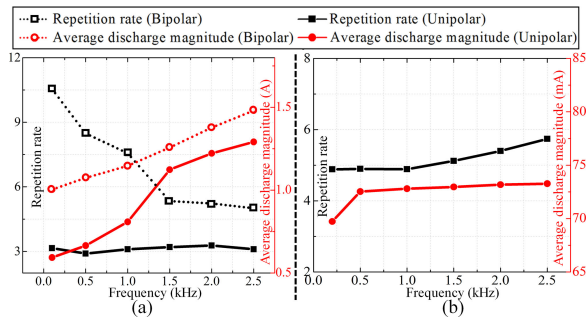 Repetition rate (Bipolar) Repetition rate (Unipolar)
Average discharge magnitude (Bipolar) Average discharge magnitude (Unipolar)
12
9
6
3
Repetition rate
1.5
1.0
0.5
Average discharge magnitude (A)
0.0 0.5 1.0 1.5 2.0 2.5
Frequency (kHz)
(a)
8
6
4
2
Repetition rate
85
80
75
70
65
Average discharge magnitude (mA)
0.0 0.5 1.0 1.5 2.0 2.5
Frequency (kHz)
(b)